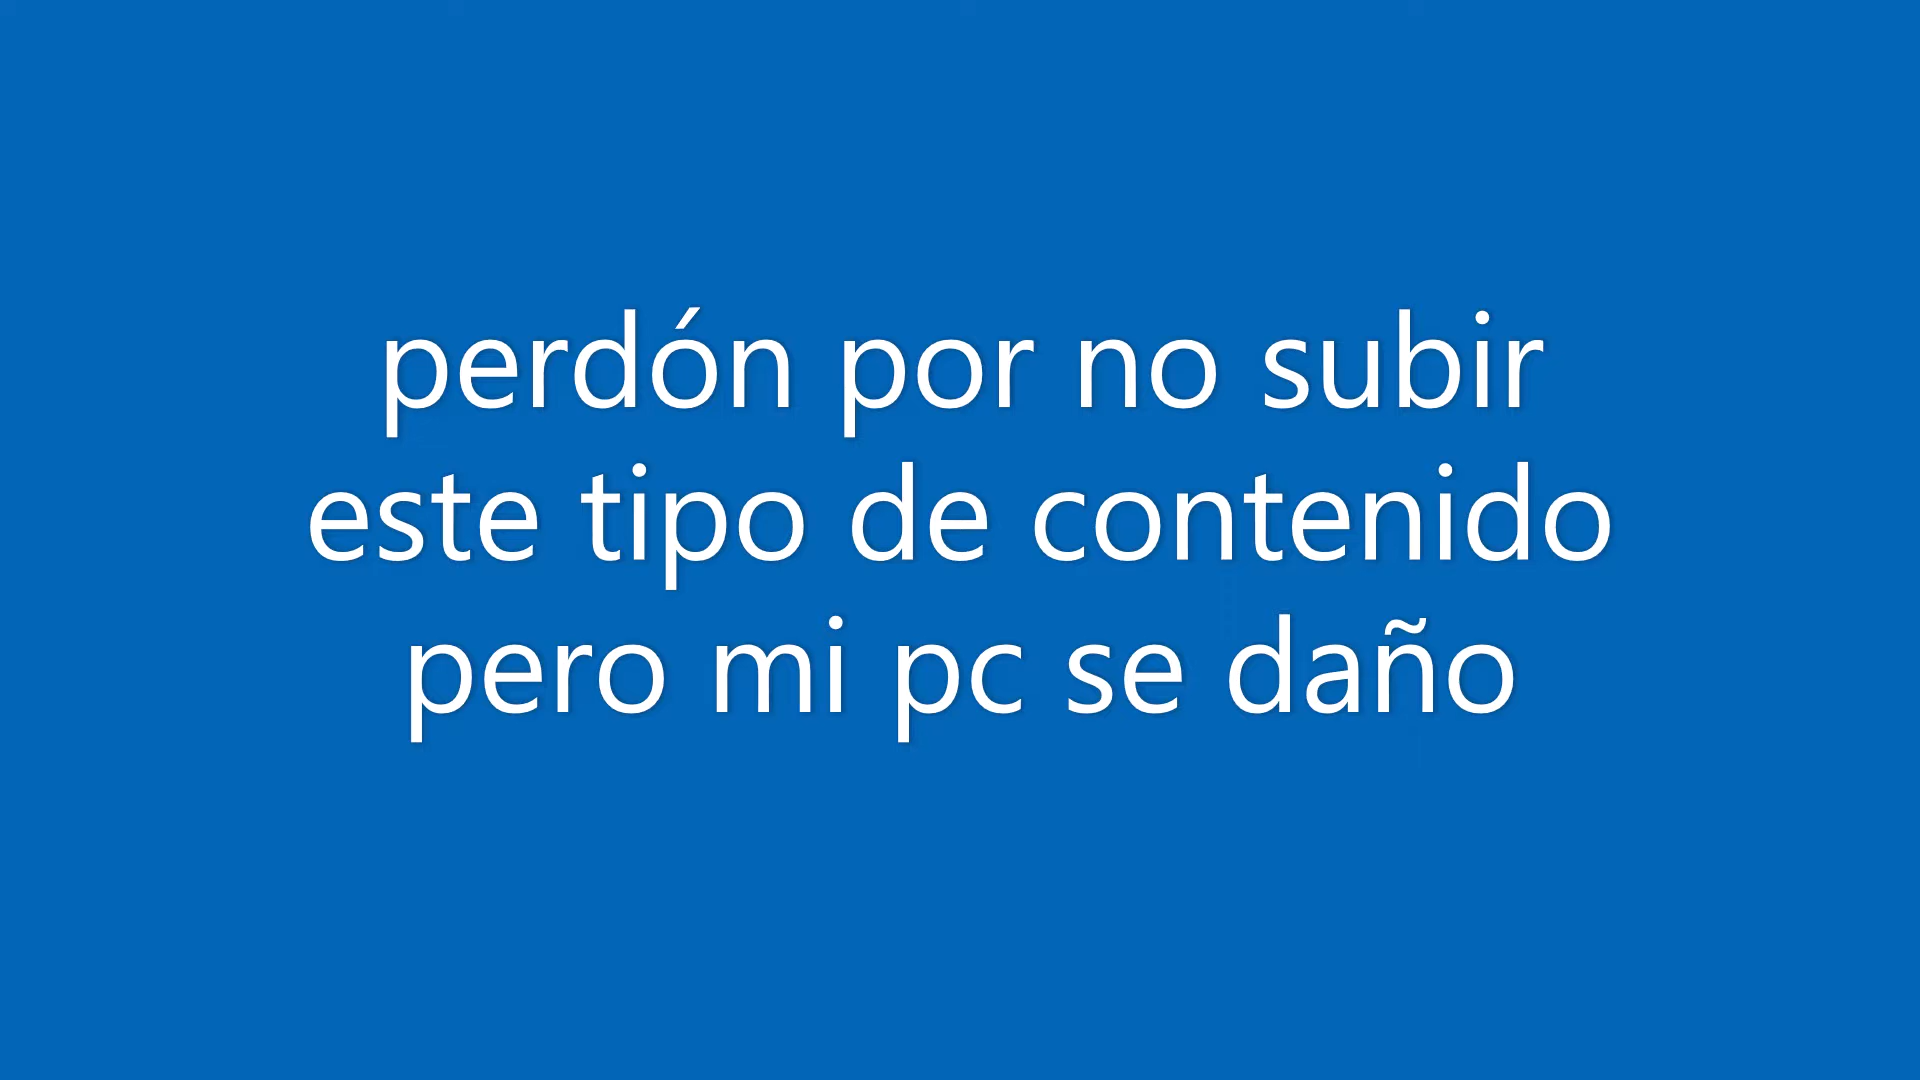 perdón por no subir
este tipo de contenido
pero mi pc se daño